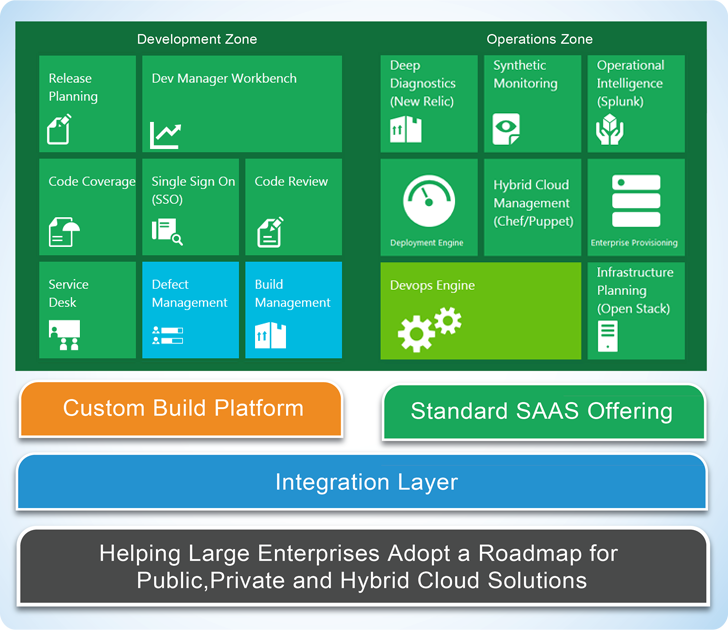 Development Zone
Release
Planning
Dev Manager Workbench
Code Coverage
Single Sign On
(SSO)
Code Review
Service
Desk
Defect
Management
Build
Management
Operations Zone
Deep
Diagnostics
(New Relic)
Synthetic
Monitoring
Operational
Intelligence
(Splunk)
Deployment Engine
Hybrid Cloud
Management
(Chef/Puppet)
Enterprise Provisioning
Devops Engine
Infrastructure
Planning
(Open Stack)
Custom Build Platform
Standard SAAS Offering
Integration Layer
Helping Large Enterprises Adopt a Roadmap for
Public,Private and Hybrid Cloud Solutions